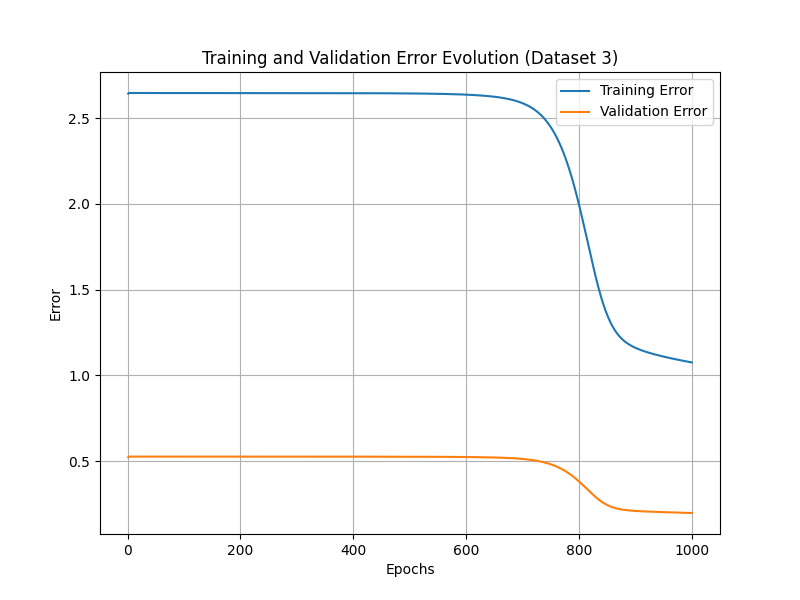 Training and Validation Error Evolution (Dataset 3)
Training Error
Validation Error
Error
2.5
2.0
1.5
1.0
0.5
0 200 400 600 800 1000
Epochs